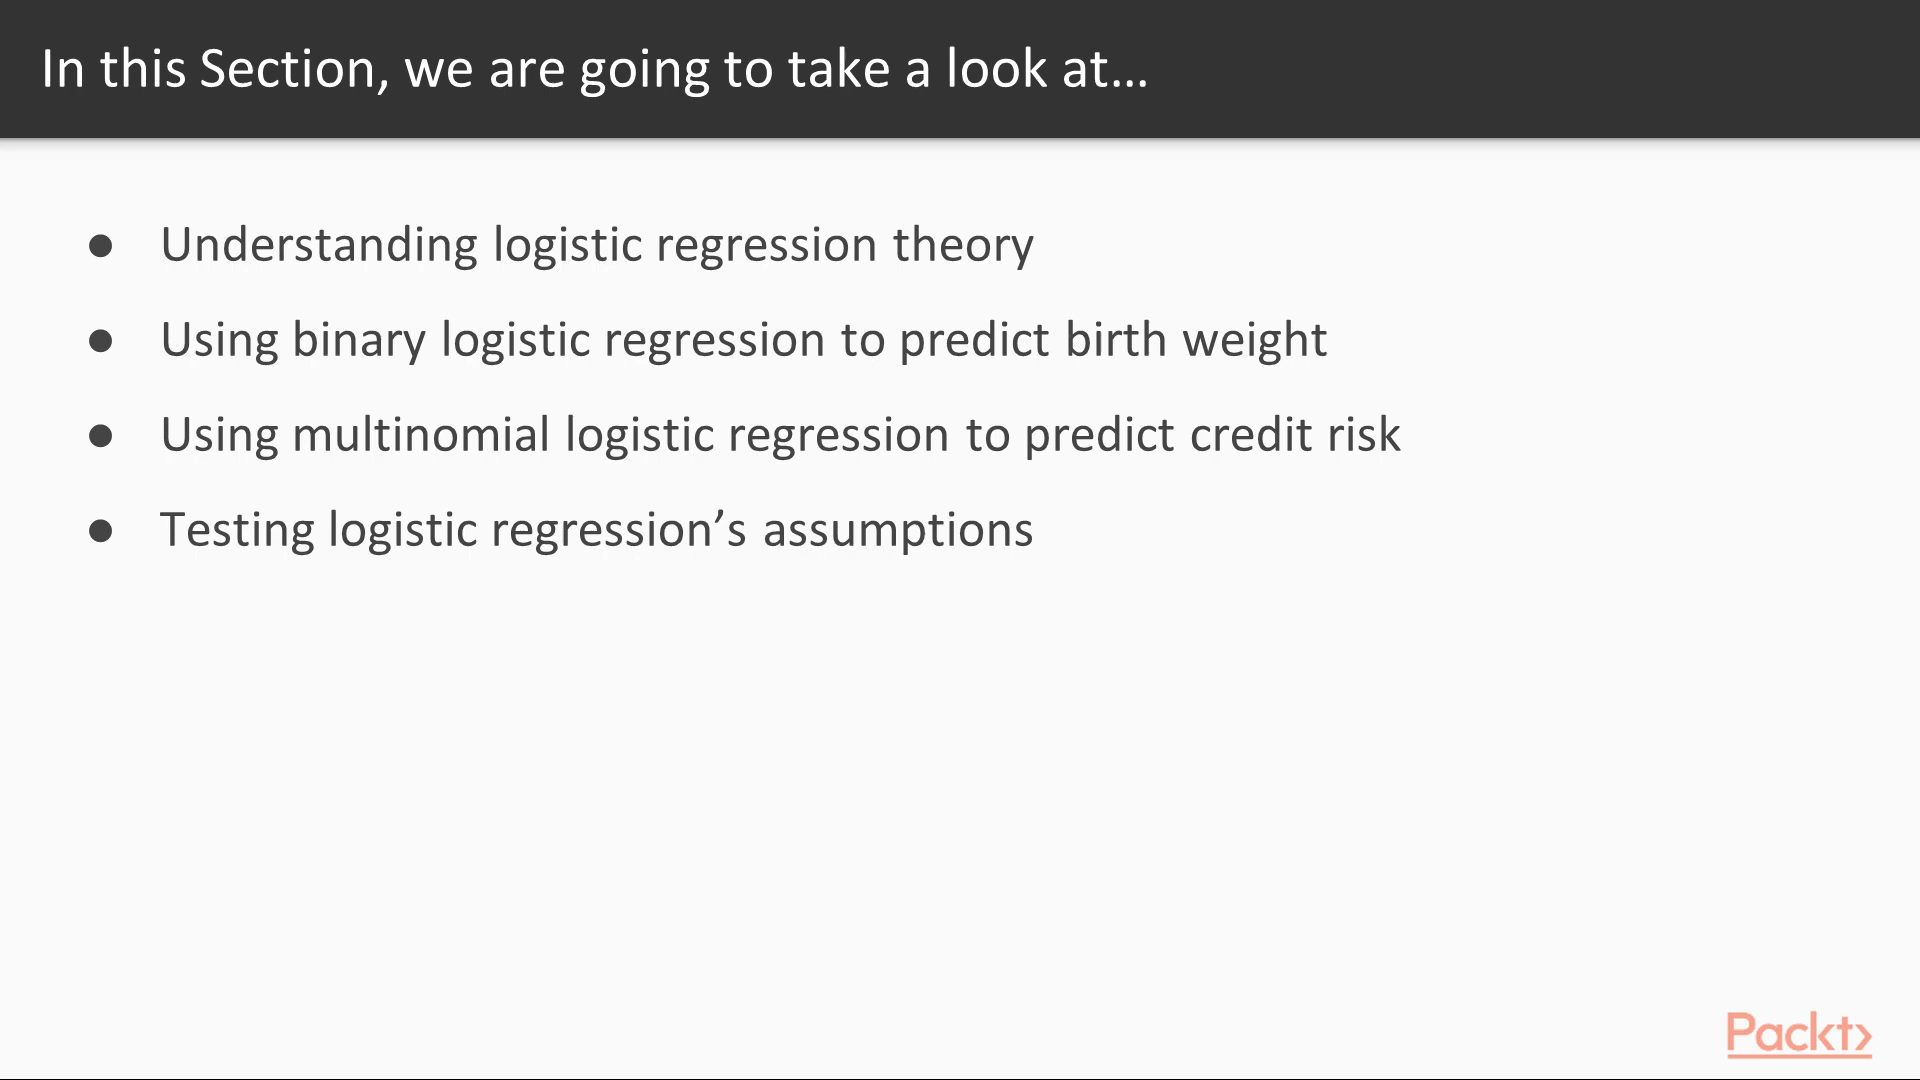 In this Section, we are going to take a look at...
● Understanding logistic regression theory
● Using binary logistic regression to predict birth weight
● Using multinomial logistic regression to predict credit risk
● Testing logistic regression’s assumptions
Packt>